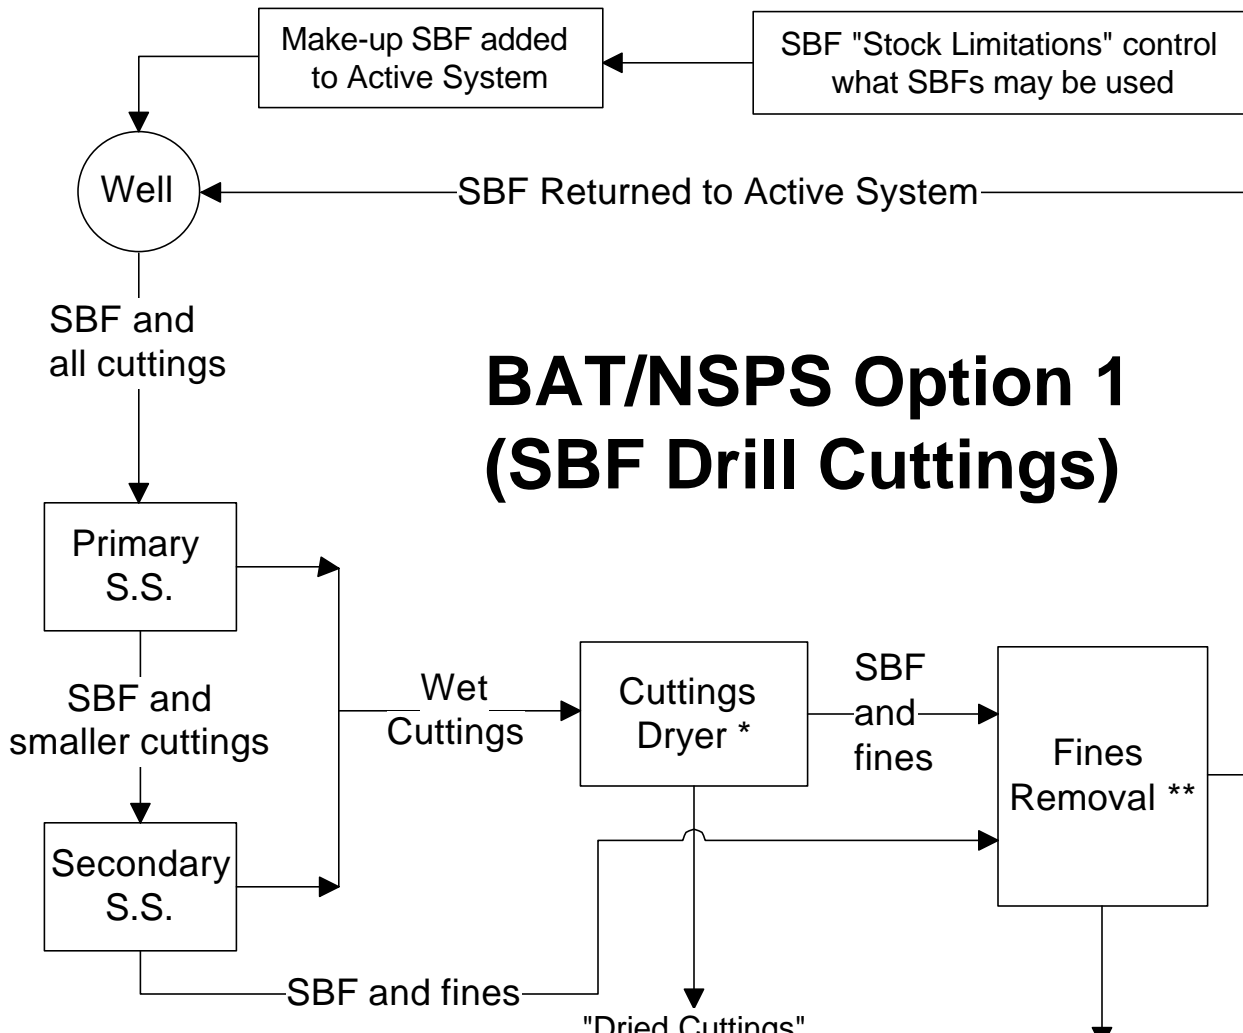 Make-up SBF added
to Active System
SBF "Stock Limitations" control
what SBFs may be used
Well
SBF Returned to Active System
SBF and
all cuttings
BAT/NSPS Option 1
(SBF Drill Cuttings)
Primary
S.S.
SBF and
smaller cuttings
Wet
Cuttings
Cuttings
Dryer *
SBF
and
fines
Fines
Removal **
Secondary
S.S.
SBF and fines
"Dried Cuttings"